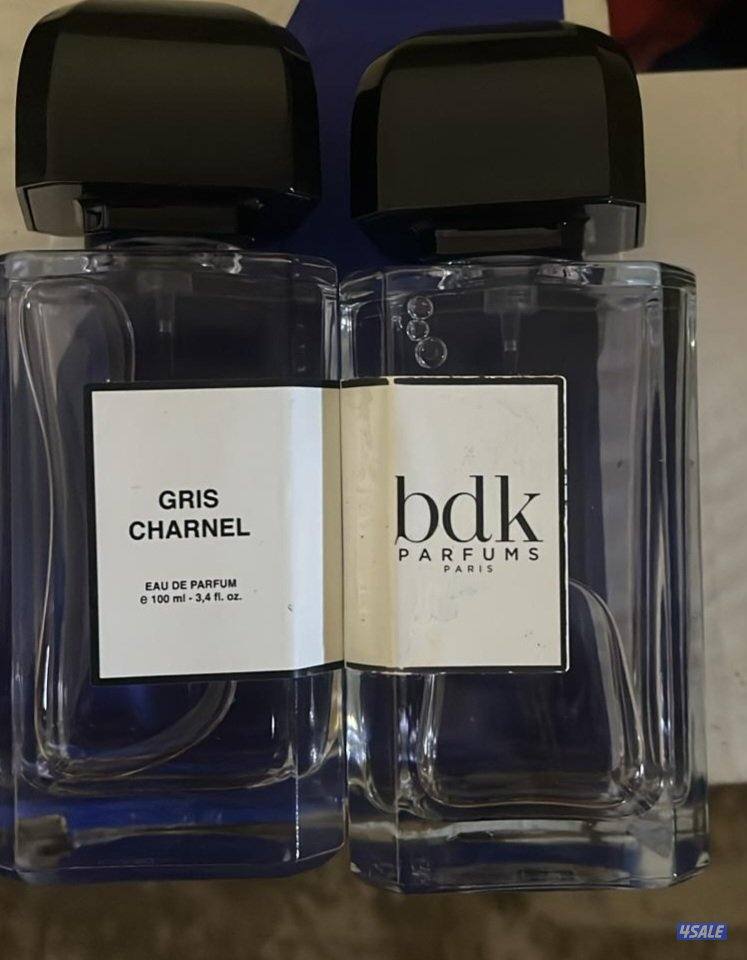 GRIS
CHARNEL
EAU DE PARFUM
e 100 ml - 3,4 fl. oz.
bdk
PARFUMS
PARIS
4SALE